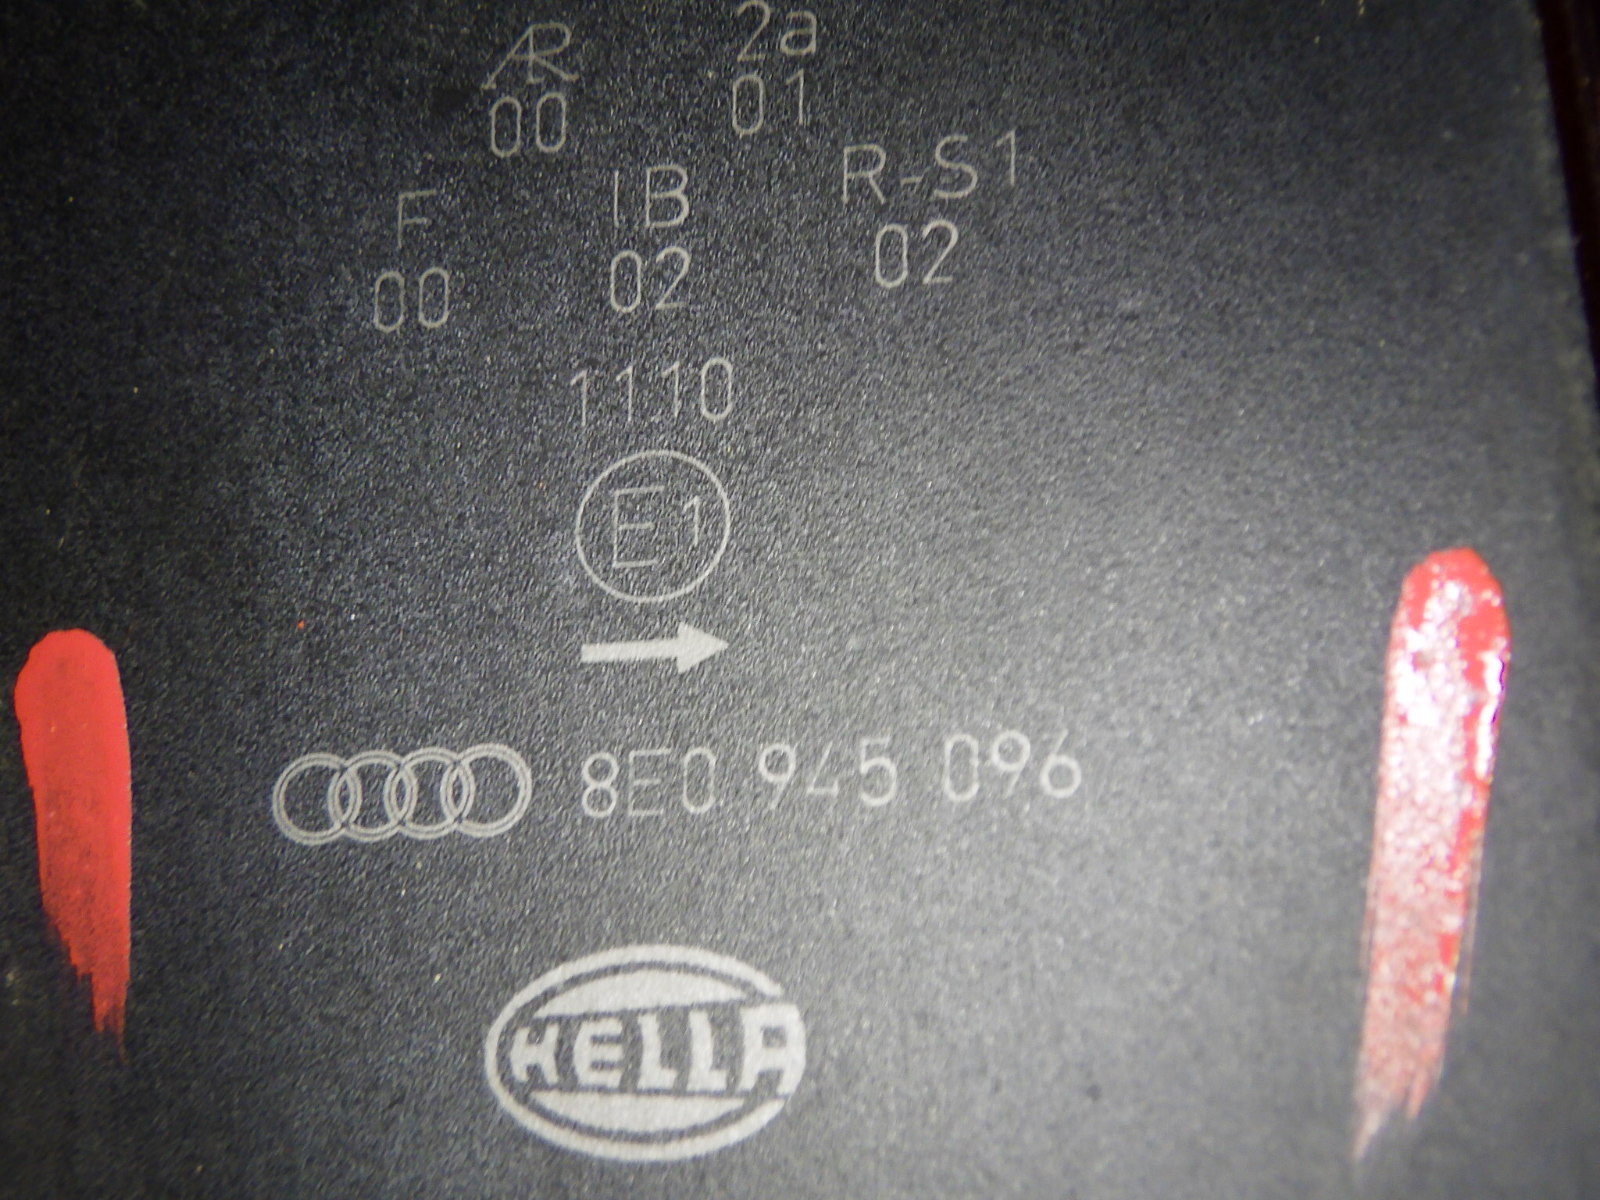 AR 2a
00 01
F IB R-S1
00 02 02
1110
E1
8E0 945 096
HELLA